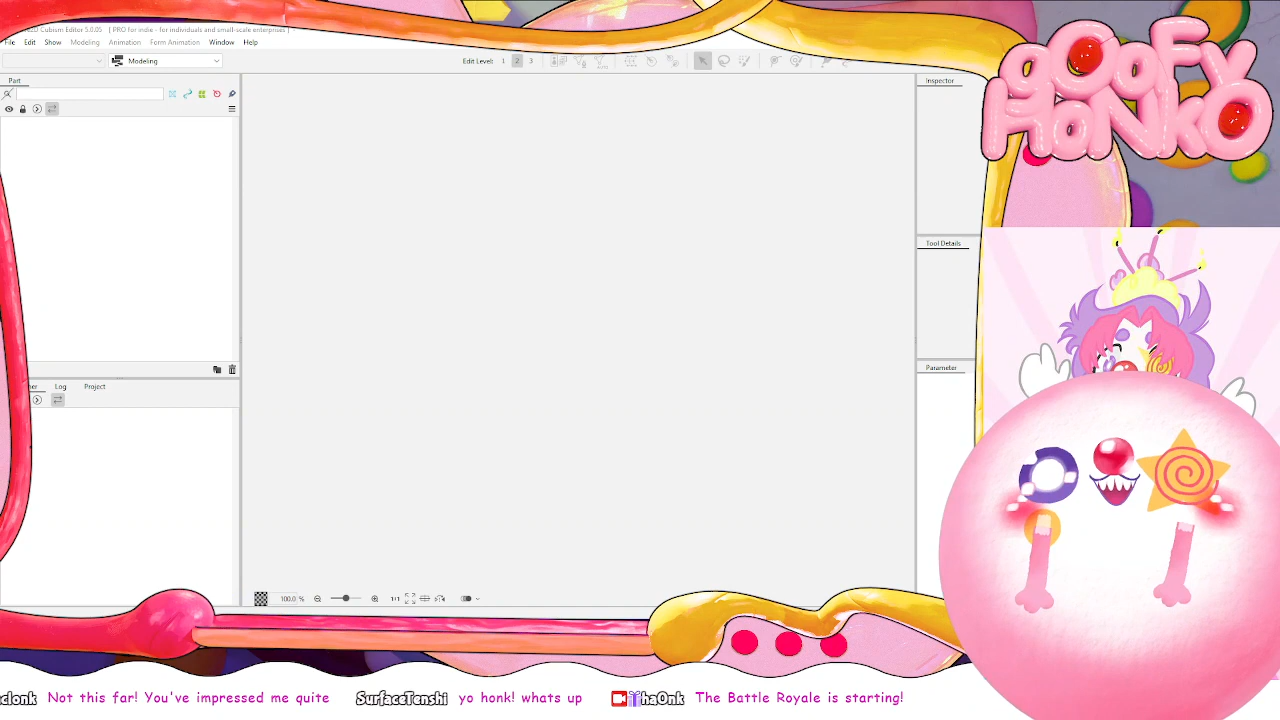 Cubism Editor 5.0.05 [ PRO for indie - for individuals and small-scale enterprises ]
File Edit Show Modeling Animation Form Animation Window Help
Modeling
Edit Level: 1 2 3
Part
Inspector
Tool Details
Parameter
Log Project
100.0 % 1/1
gOoFy
HoNkO
Not this far! You've impressed me quite SurfaceTenshi yo honk! whats up haOnk The Battle Royale is starting!